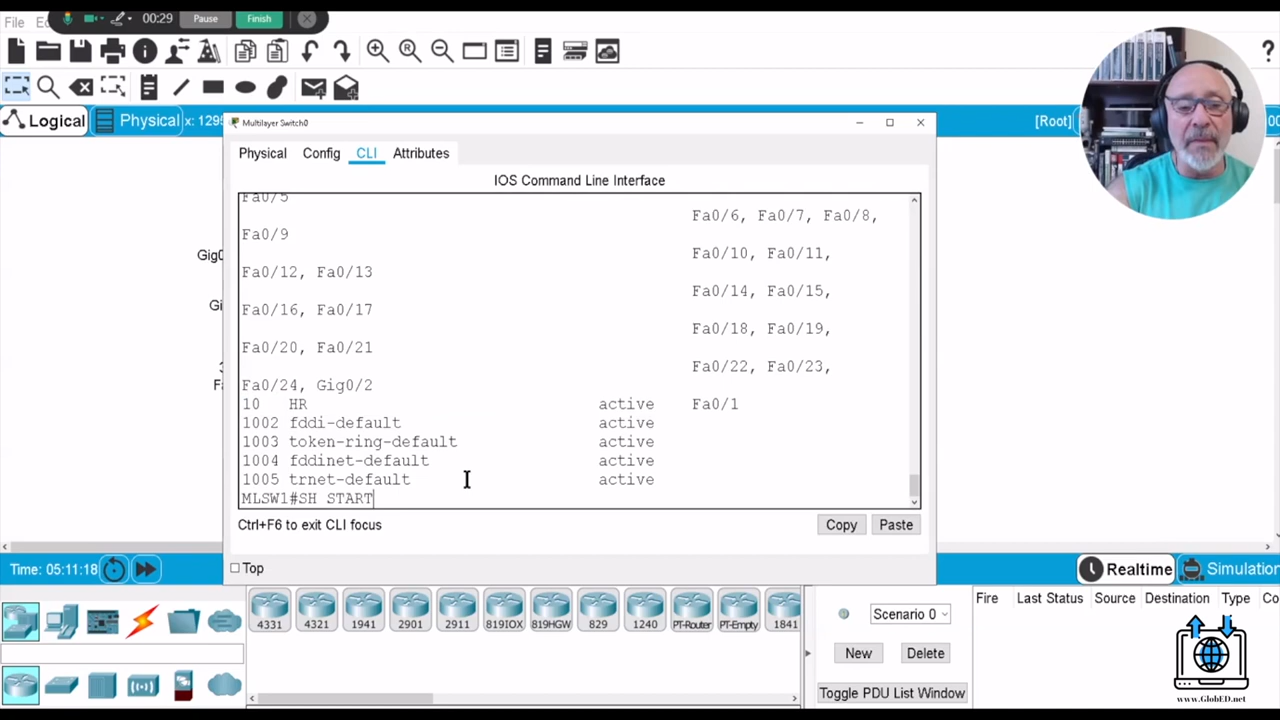 File
00:29
Pause
Finish
?
Logical
Physical
x: 1295
[Root]
Multilayer Switch0
Physical
Config
CLI
Attributes
IOS Command Line Interface
Fa0/5
Fa0/6, Fa0/7, Fa0/8,
Fa0/9
Fa0/10, Fa0/11,
Fa0/12, Fa0/13
Fa0/14, Fa0/15,
Fa0/16, Fa0/17
Fa0/18, Fa0/19,
Fa0/20, Fa0/21
Fa0/22, Fa0/23,
Fa0/24, Gig0/2
10 HR active Fa0/1
1002 fddi-default active
1003 token-ring-default active
1004 fddinet-default active
1005 trnet-default active
MLSW1#SH START
Ctrl+F6 to exit CLI focus
Copy
Paste
Top
Time: 05:11:18
Realtime
Simulation
4331
4321
1941
2901
2911
819IOX
819HGW
829
1240
PT-Router
PT-Empty
1841
Scenario 0
New
Delete
Toggle PDU List Window
Fire
Last Status
Source
Destination
Type
Co
www.GlobED.net